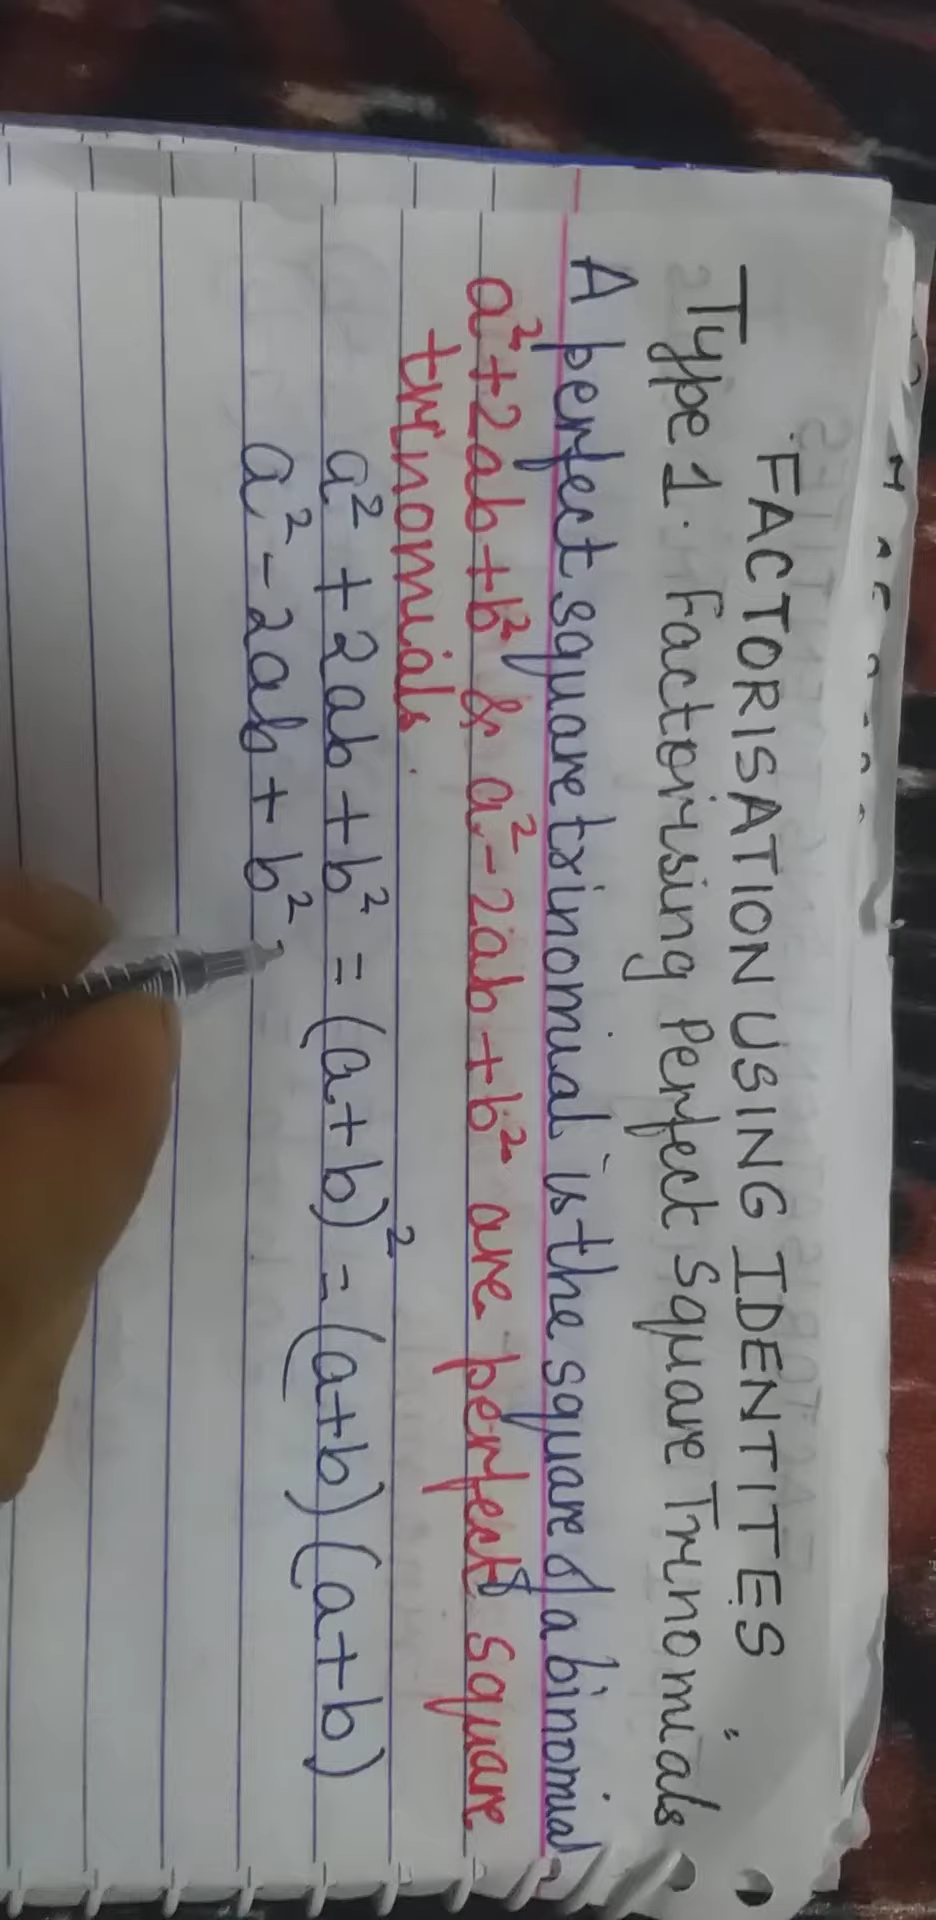 FACTORISATION USING IDENTITES
Type 1. Factorising Perfect Square Trinomials
A perfect square trinomial is the square of a binomial
a²+2ab+b² & a²-2ab+b² are perfect square
trinomials.
a² + 2ab + b² = (a+b)² = (a+b)(a+b)
a² - 2ab + b²